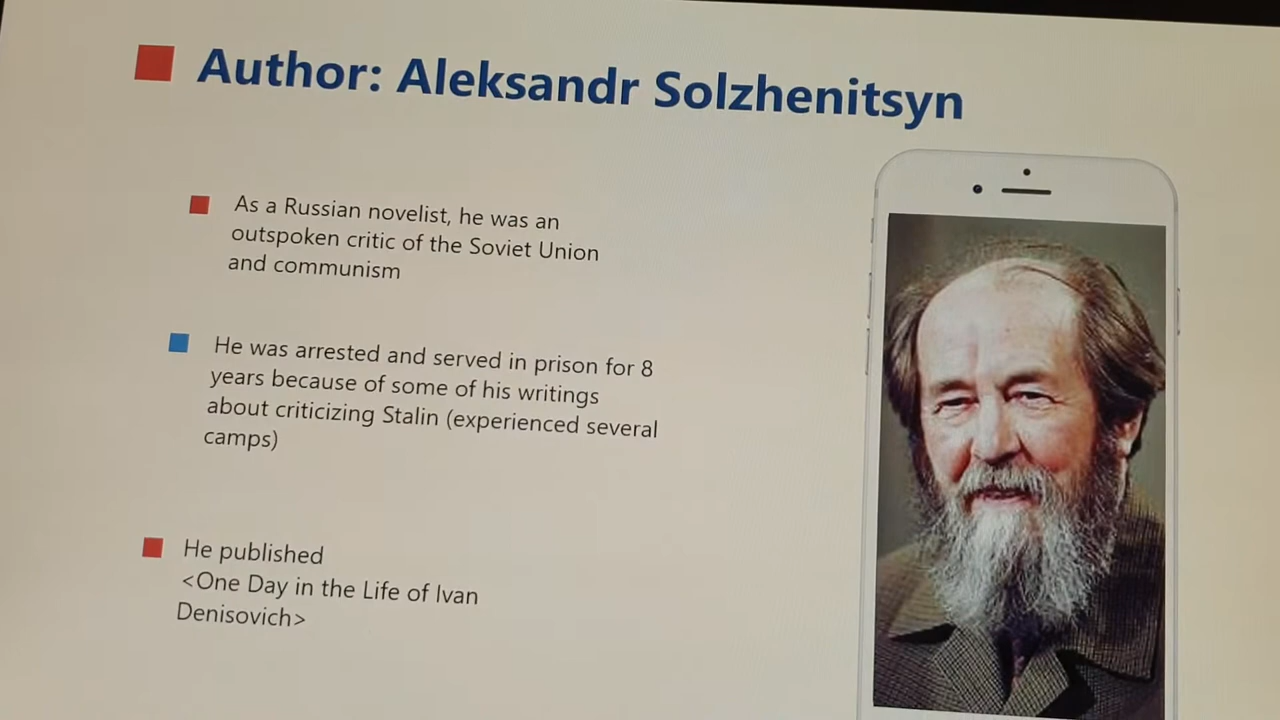 Author: Aleksandr Solzhenitsyn
As a Russian novelist, he was an
outspoken critic of the Soviet Union
and communism
He was arrested and served in prison for 8
years because of some of his writings
about criticizing Stalin (experienced several
camps)
He published
<One Day in the Life of Ivan
Denisovich>